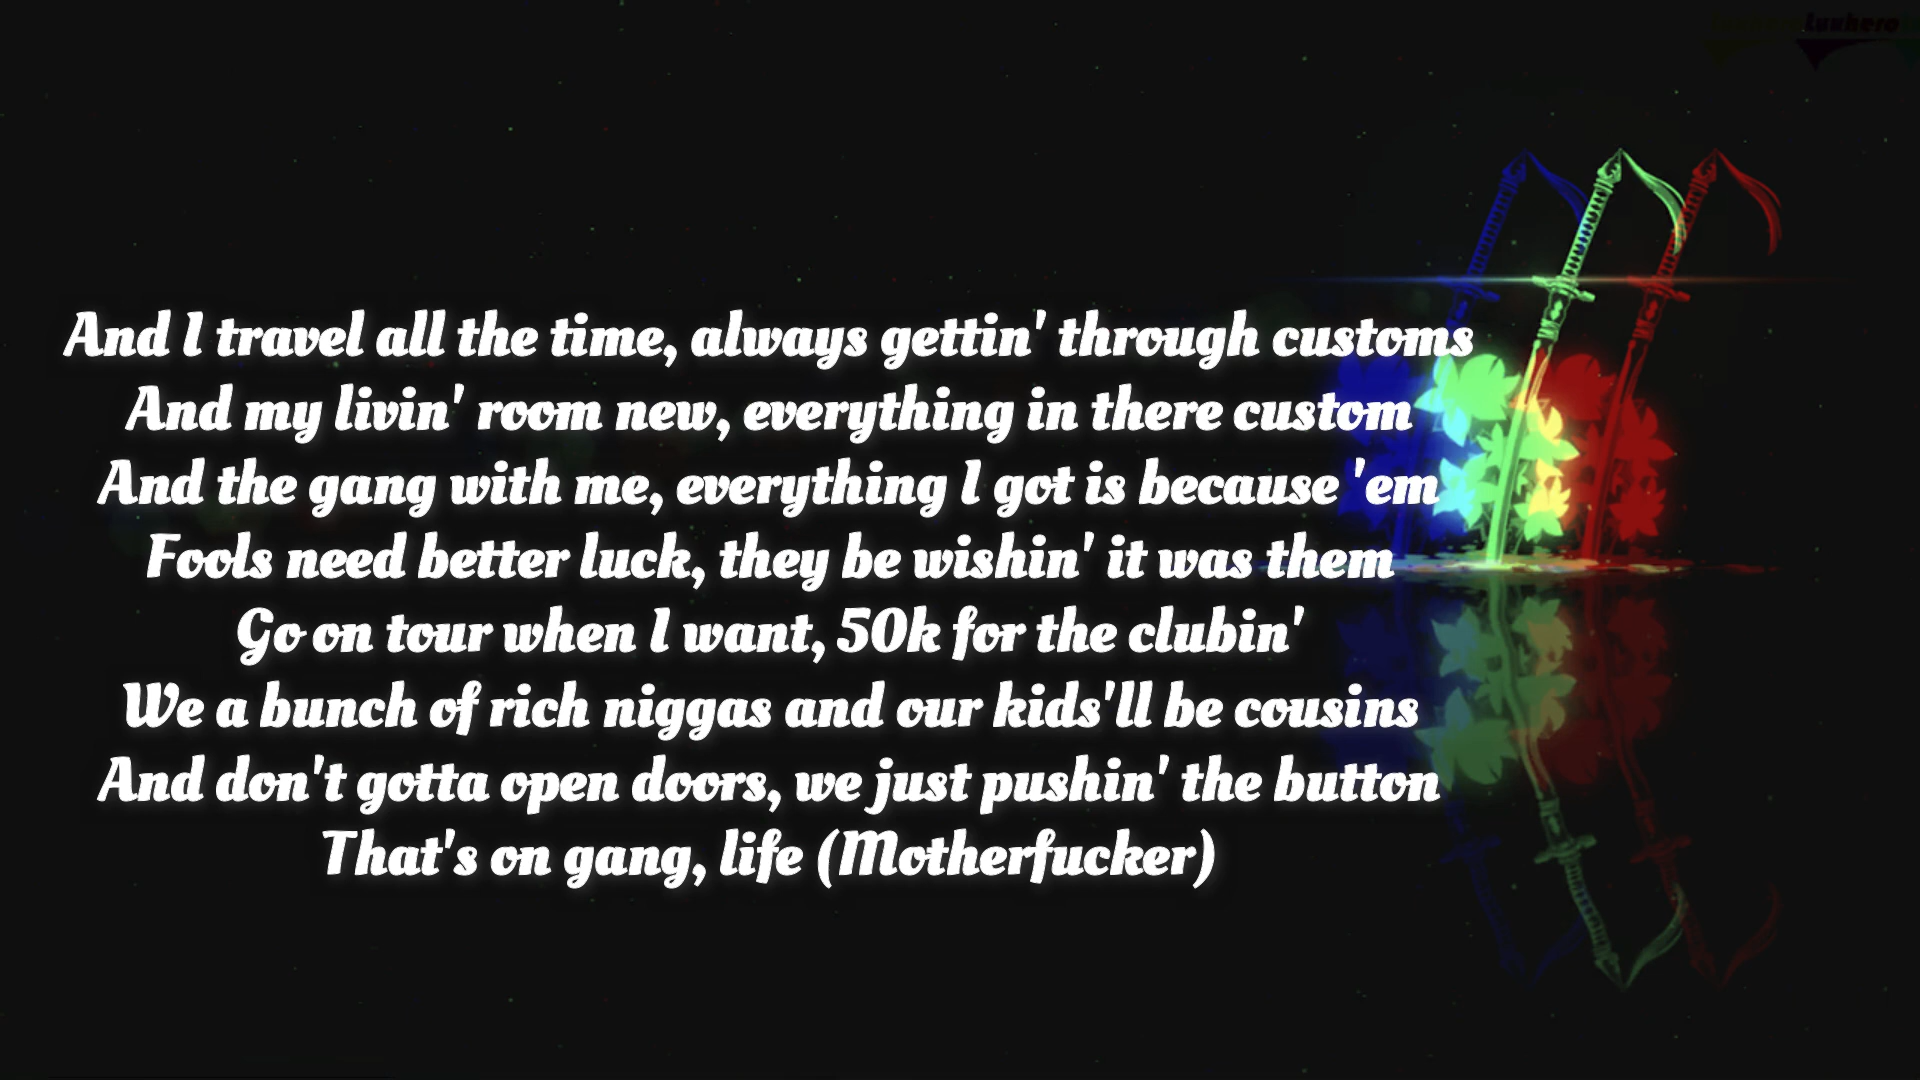 Luxhero
And I travel all the time, always gettin' through customs
And my livin' room new, everything in there custom
And the gang with me, everything I got is because 'em
Fools need better luck, they be wishin' it was them
Go on tour when I want, 50k for the clubin'
We a bunch of rich niggas and our kids'll be cousins
And don't gotta open doors, we just pushin' the button
That's on gang, life (Motherfucker)